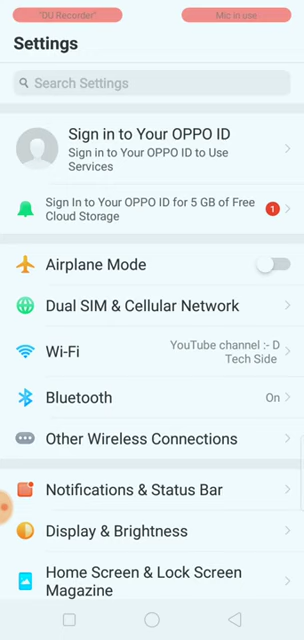 "DU Recorder"
Mic in use
Settings
Search Settings
Sign in to Your OPPO ID
Sign in to Your OPPO ID to Use
Services
Sign In to Your OPPO ID for 5 GB of Free
Cloud Storage
1
Airplane Mode
Dual SIM & Cellular Network
Wi-Fi
YouTube channel :- D
Tech Side
Bluetooth
On
Other Wireless Connections
Notifications & Status Bar
Display & Brightness
Home Screen & Lock Screen
Magazine